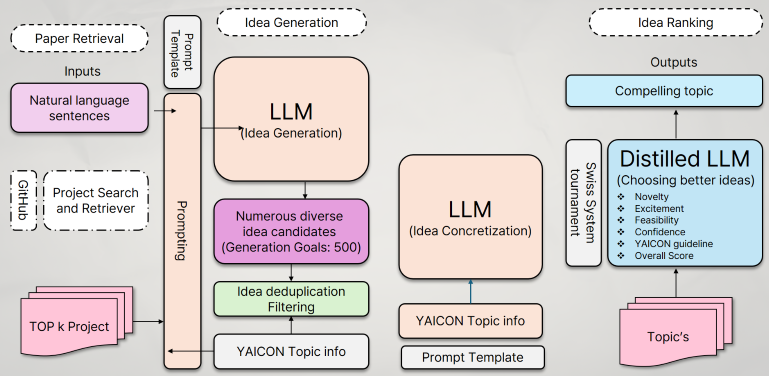 Paper Retrieval
Inputs
Natural language
sentences
GitHub
Project Search
and Retriever
TOP k Project
Prompt
Template
Prompting
Idea Generation
LLM
(Idea Generation)
Numerous diverse
idea candidates
(Generation Goals: 500)
Idea deduplication
Filtering
YAICON Topic info
LLM
(Idea Concretization)
YAICON Topic info
Prompt Template
Idea Ranking
Outputs
Compelling topic
Swiss System
tournament
Distilled LLM
(Choosing better ideas)
❖ Novelty
❖ Excitement
❖ Feasibility
❖ Confidence
❖ YAICON guideline
❖ Overall Score
Topic's